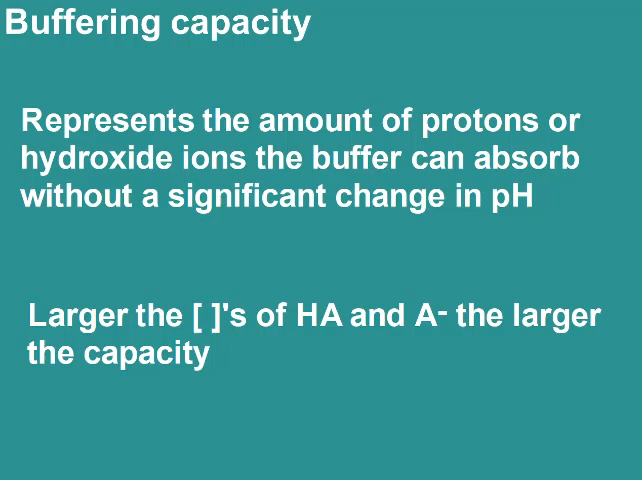 Buffering capacity
Represents the amount of protons or
hydroxide ions the buffer can absorb
without a significant change in pH
Larger the [ ]'s of HA and A- the larger
the capacity